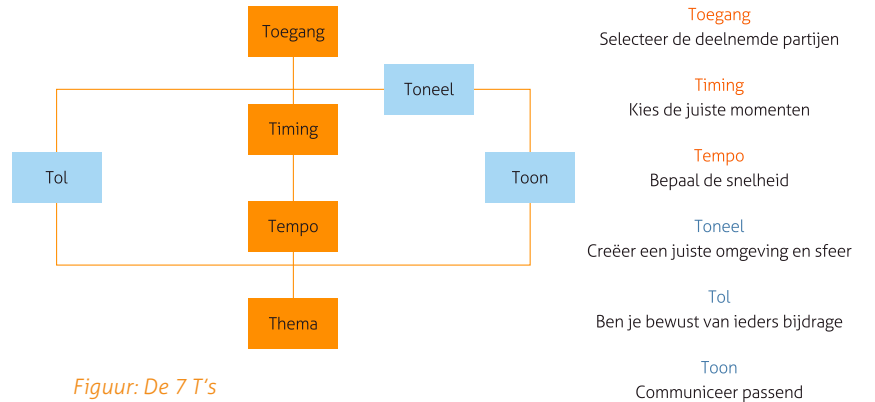 Toegang
Toneel
Timing
Tol
Toon
Tempo
Thema
Figuur: De 7 T's
Toegang
Selecteer de deelnemde partijen
Timing
Kies de juiste momenten
Tempo
Bepaal de snelheid
Toneel
Creëer een juiste omgeving en sfeer
Tol
Ben je bewust van ieders bijdrage
Toon
Communiceer passend